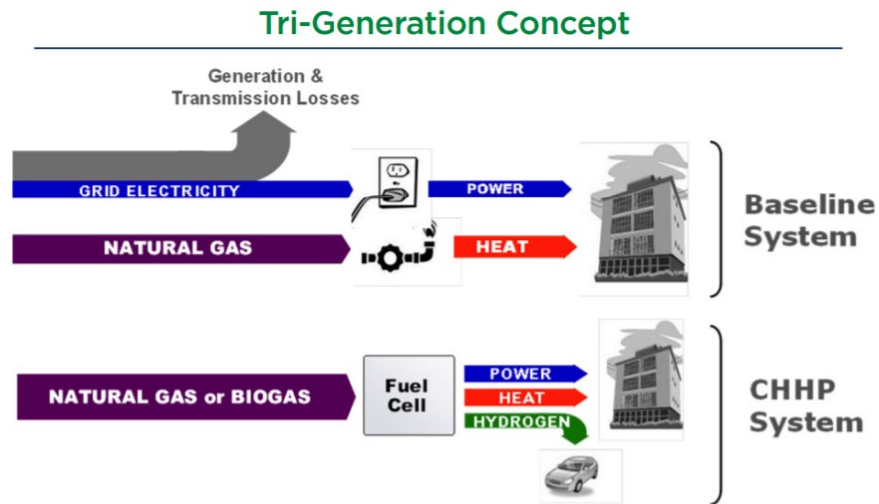 Tri-Generation Concept
Generation &
Transmission Losses
GRID ELECTRICITY
POWER
NATURAL GAS
HEAT
Baseline
System
NATURAL GAS or BIOGAS
Fuel
Cell
POWER
HEAT
HYDROGEN
CHHP
System